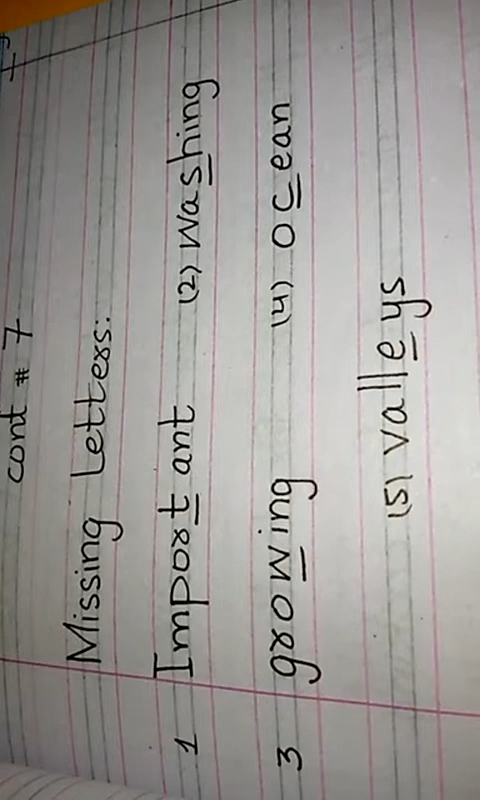 cont # 7
Missing Letters:
1 Important (2) Washing
3 growing (4) Ocean
(5) Valleys